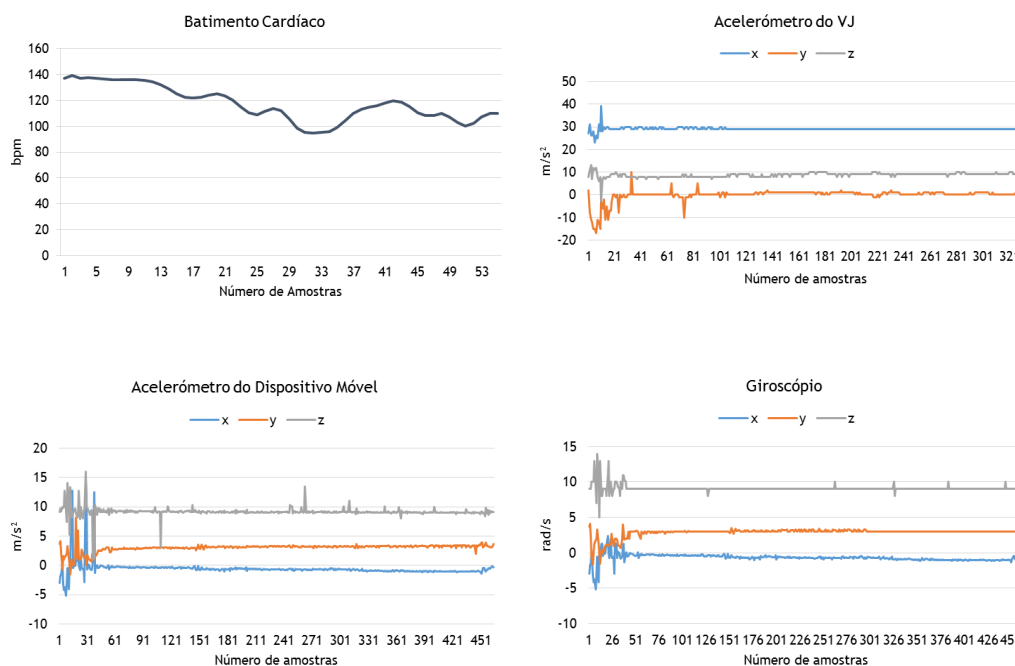 Batimento Cardíaco
160
140
120
100
80
60
40
20
0
bpm
1 5 9 13 17 21 25 29 33 37 41 45 49 53
Número de Amostras
Acelerómetro do VJ
x y z
50
40
30
20
10
0
-10
-20
m/s²
1 21 41 61 81 101 121 141 161 181 201 221 241 261 281 301 321
Número de amostras
Acelerómetro do Dispositivo Móvel
x y z
20
15
10
5
0
-5
-10
m/s²
1 31 61 91 121 151 181 211 241 271 301 331 361 391 421 451
Número de amostras
Giroscópio
x y z
15
10
5
0
-5
-10
rad/s
1 26 51 76 101 126 151 176 201 226 251 276 301 326 351 376 401 426 45
Número de amostras